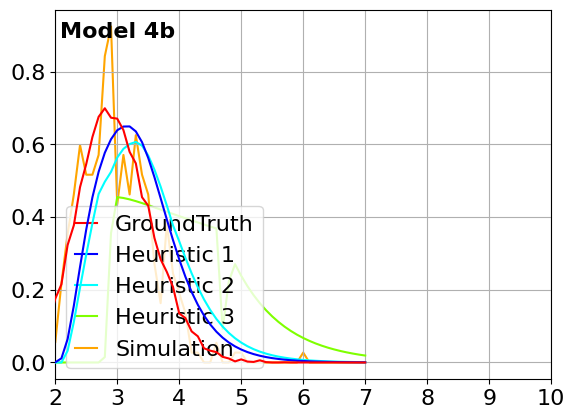 Model 4b
0.8
0.6
0.4
0.2
0.0
GroundTruth
Heuristic 1
Heuristic 2
Heuristic 3
Simulation
2 3 4 5 6 7 8 9 10